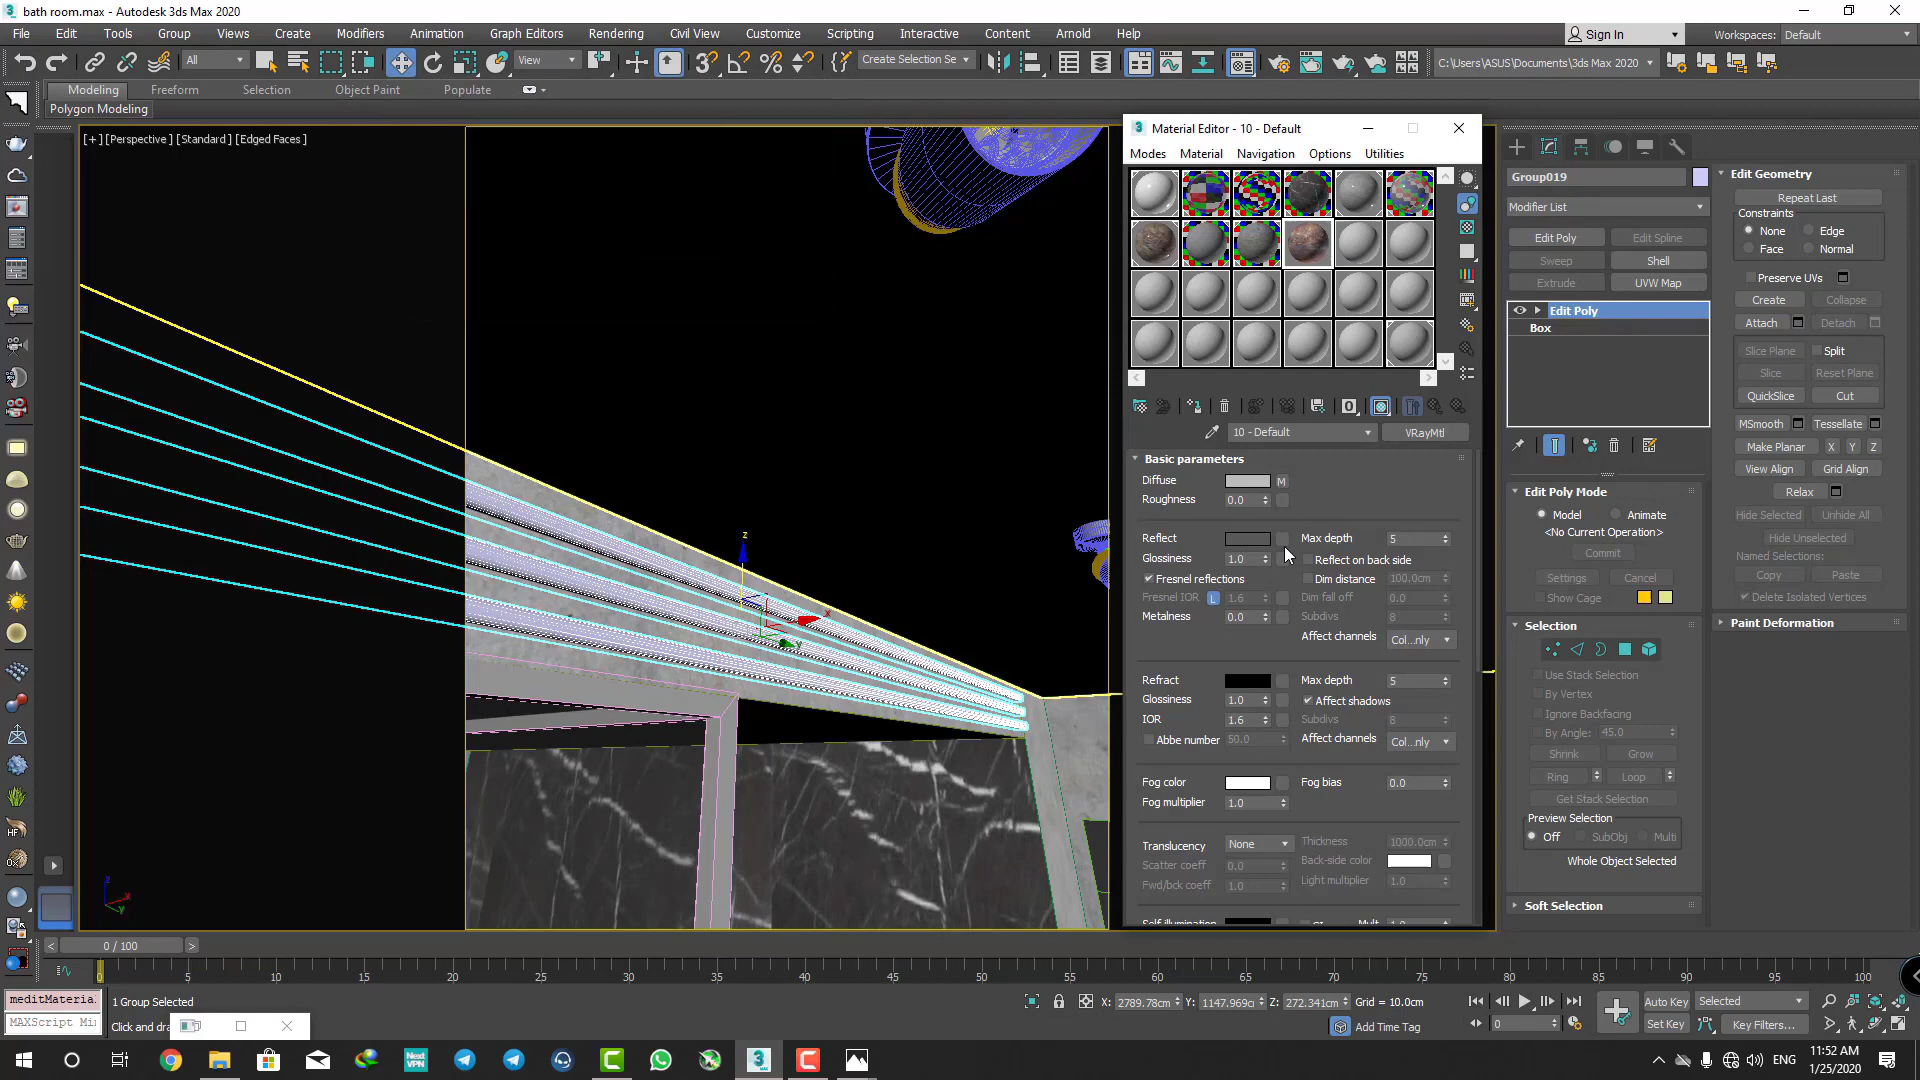 bath room.max - Autodesk 3ds Max 2020
File Edit Tools Group Views Create Modifiers Animation Graph Editors Rendering Civil View Customize Scripting Interactive Content Arnold Help
Sign In Workspaces: Default
All View Create Selection Se C:\Users\ASUS\Documents\3ds Max 2020
Modeling Freeform Selection Object Paint Populate
Polygon Modeling
[+] [Perspective] [Standard] [Edged Faces]
Material Editor - 10 - Default
Modes Material Navigation Options Utilities
10 - Default VRayMtl
Basic parameters
Diffuse M
Roughness 0.0
Reflect Max depth 5
Glossiness 1.0 Reflect on back side
Fresnel reflections Dim distance 100.0cm
Fresnel IOR L 1.6 Dim fall off 0.0
Metalness 0.0 Subdivs 8
Affect channels Col...nly
Refract Max depth 5
Glossiness 1.0 Affect shadows
IOR 1.6 Subdivs 8
Abbe number 50.0 Affect channels Col...nly
Fog color Fog bias 0.0
Fog multiplier 1.0
Translucency None Thickness 1000.0cm
Scatter coeff 0.0 Back-side color
Fwd/bck coeff 1.0 Light multiplier 1.0
Self-illumination GI Mult 1.0
Group019
Modifier List
Edit Poly Edit Spline
Sweep Shell
Extrude UVW Map
Edit Poly
Box
Edit Poly Mode
Model Animate
<No Current Operation>
Commit
Settings Cancel
Show Cage
Selection
Use Stack Selection
By Vertex
Ignore Backfacing
By Angle: 45.0
Shrink Grow
Ring Loop
Get Stack Selection
Preview Selection
Off SubObj Multi
Whole Object Selected
Soft Selection
Edit Geometry
Repeat Last
Constraints
None Edge
Face Normal
Preserve UVs
Create Collapse
Attach Detach
Slice Plane Split
Slice Reset Plane
QuickSlice Cut
MSmooth Tessellate
Make Planar X Y Z
View Align Grid Align
Relax
Hide Selected Unhide All
Hide Unselected
Named Selections:
Copy Paste
Delete Isolated Vertices
Paint Deformation
z
x
y
0 / 100
0 5 10 15 20 25 30 35 40 45 50 55 60 65 70 75 80 85 90 95 100
meditMaterial
MAXScript Mi
1 Group Selected
Click and dra
X: 2789.78cm Y: 1147.969c Z: 272.341cm Grid = 10.0cm
Add Time Tag
0
Auto Key Selected
Set Key Key Filters...
Next VPN
3 MAX
ENG
11:52 AM
1/25/2020